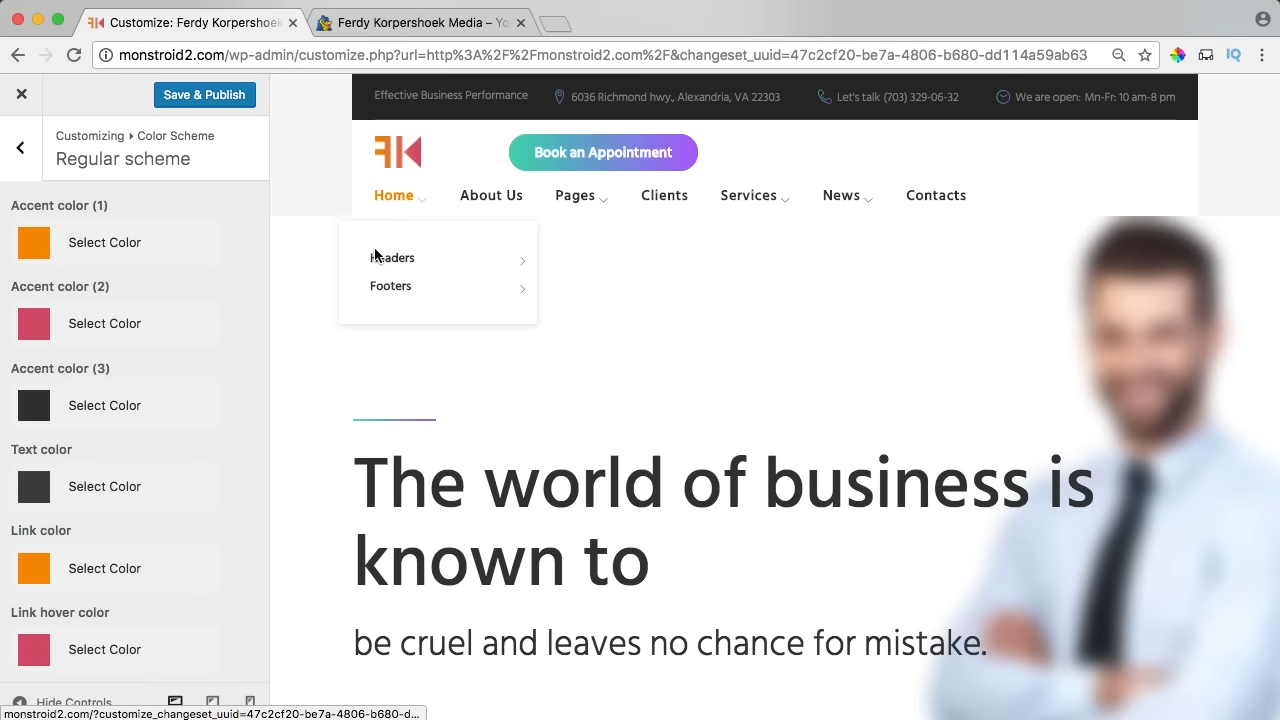 Customize: Ferdy Korpershoek
Ferdy Korpershoek Media – Yo
monstroid2.com/wp-admin/customize.php?url=http%3A%2F%2Fmonstroid2.com%2F&changeset_uuid=47c2cf20-be7a-4806-b680-dd114a59ab63
Save & Publish
Customizing ▸ Color Scheme
Regular scheme
Accent color (1)
Select Color
Accent color (2)
Select Color
Accent color (3)
Select Color
Text color
Select Color
Link color
Select Color
Link hover color
Select Color
Hide Controls
monstroid2.com/?customize_changeset_uuid=47c2cf20-be7a-4806-b680-d...
Effective Business Performance
6036 Richmond hwy., Alexandria, VA 22303
Let's talk (703) 329-06-32
We are open: Mn-Fr: 10 am-8 pm
FK
Book an Appointment
Home About Us Pages Clients Services News Contacts
Headers
Footers
The world of business is
known to
be cruel and leaves no chance for mistake.